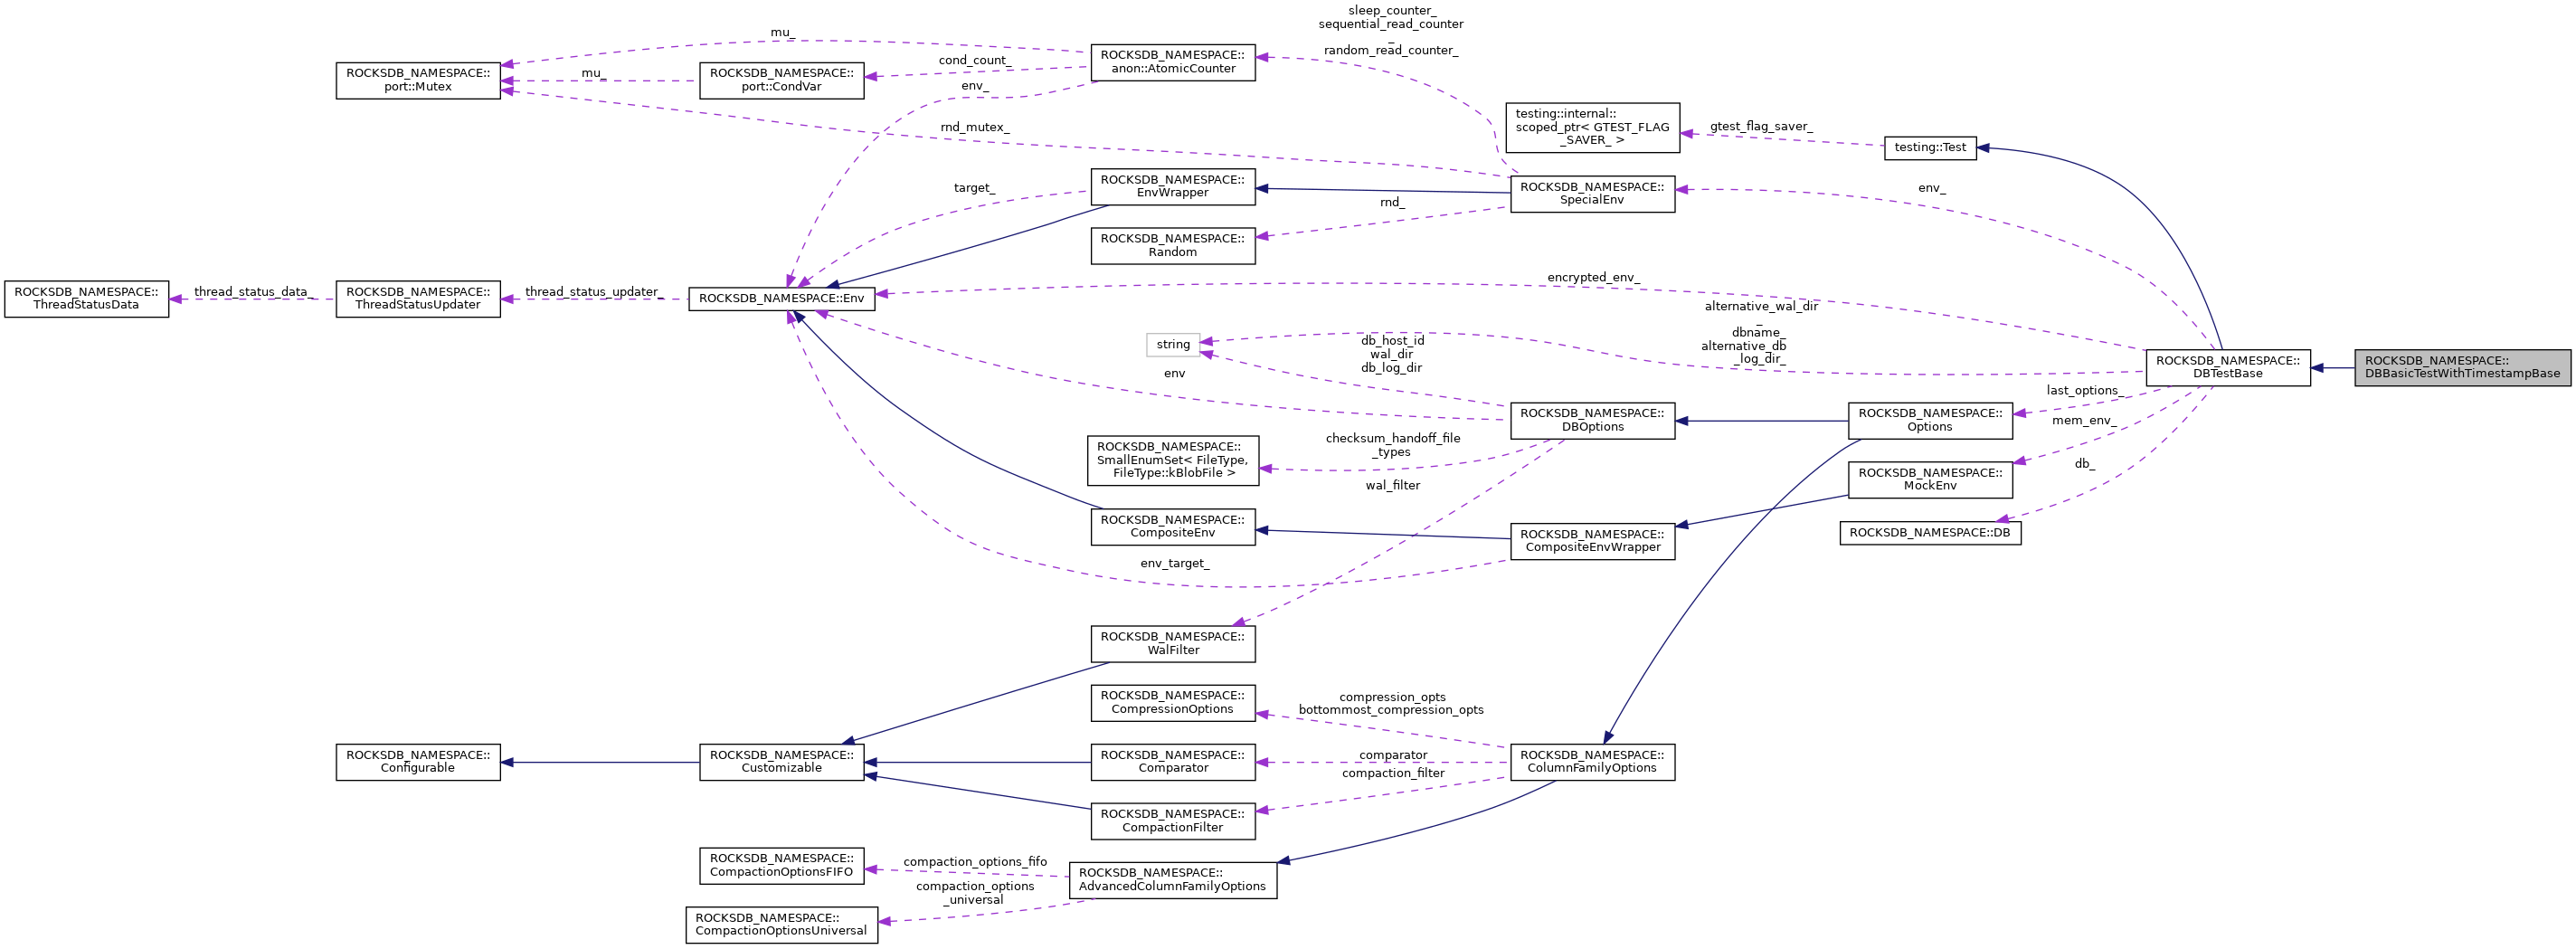 sleep_counter_
sequential_read_counter
_
random_read_counter_
mu_
ROCKSDB_NAMESPACE::
port::Mutex
mu_
ROCKSDB_NAMESPACE::
port::CondVar
cond_count_
env_
ROCKSDB_NAMESPACE::
anon::AtomicCounter
rnd_mutex_
testing::internal::
scoped_ptr< GTEST_FLAG
_SAVER_ >
gtest_flag_saver_
testing::Test
target_
ROCKSDB_NAMESPACE::
EnvWrapper
rnd_
ROCKSDB_NAMESPACE::
SpecialEnv
env_
ROCKSDB_NAMESPACE::
Random
ROCKSDB_NAMESPACE::
ThreadStatusData
thread_status_data_
ROCKSDB_NAMESPACE::
ThreadStatusUpdater
thread_status_updater_
ROCKSDB_NAMESPACE::Env
encrypted_env_
alternative_wal_dir
_
dbname_
alternative_db
_log_dir_
string
db_host_id
wal_dir
db_log_dir
env
ROCKSDB_NAMESPACE::
DBTestBase
ROCKSDB_NAMESPACE::
DBBasicTestWithTimestampBase
last_options_
mem_env_
db_
ROCKSDB_NAMESPACE::
DBOptions
ROCKSDB_NAMESPACE::
Options
ROCKSDB_NAMESPACE::
SmallEnumSet< FileType,
FileType::kBlobFile >
checksum_handoff_file
_types
wal_filter
ROCKSDB_NAMESPACE::
MockEnv
ROCKSDB_NAMESPACE::
CompositeEnv
ROCKSDB_NAMESPACE::
CompositeEnvWrapper
ROCKSDB_NAMESPACE::DB
env_target_
ROCKSDB_NAMESPACE::
WalFilter
ROCKSDB_NAMESPACE::
CompressionOptions
compression_opts
bottommost_compression_opts
ROCKSDB_NAMESPACE::
Configurable
ROCKSDB_NAMESPACE::
Customizable
ROCKSDB_NAMESPACE::
Comparator
comparator
compaction_filter
ROCKSDB_NAMESPACE::
ColumnFamilyOptions
ROCKSDB_NAMESPACE::
CompactionFilter
ROCKSDB_NAMESPACE::
CompactionOptionsFIFO
compaction_options_fifo
compaction_options
_universal
ROCKSDB_NAMESPACE::
AdvancedColumnFamilyOptions
ROCKSDB_NAMESPACE::
CompactionOptionsUniversal